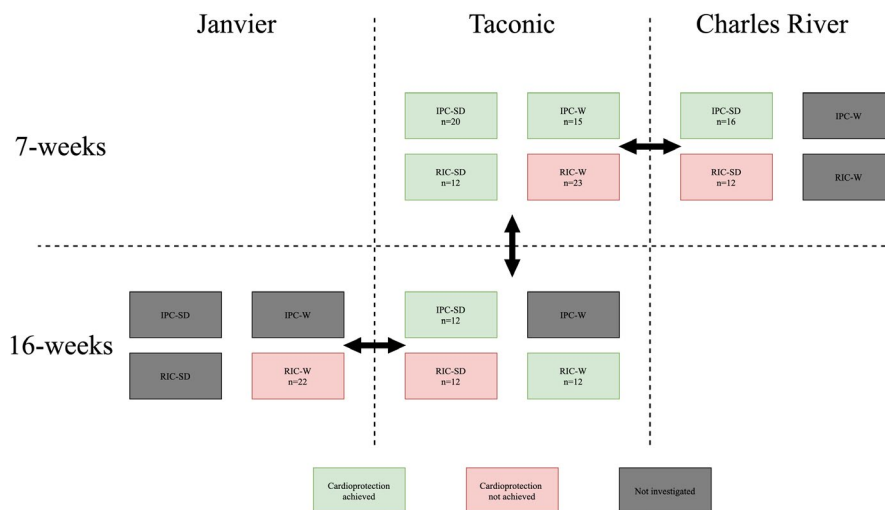 Janvier
Taconic
Charles River
7-weeks
IPC-SD
n=20
IPC-W
n=15
IPC-SD
n=16
IPC-W
RIC-SD
n=12
RIC-W
n=23
RIC-SD
n=12
RIC-W
16-weeks
IPC-SD
IPC-W
IPC-SD
n=12
IPC-W
RIC-SD
RIC-W
n=22
RIC-SD
n=12
RIC-W
n=12
Cardioprotection
achieved
Cardioprotection
not achieved
Not investigated